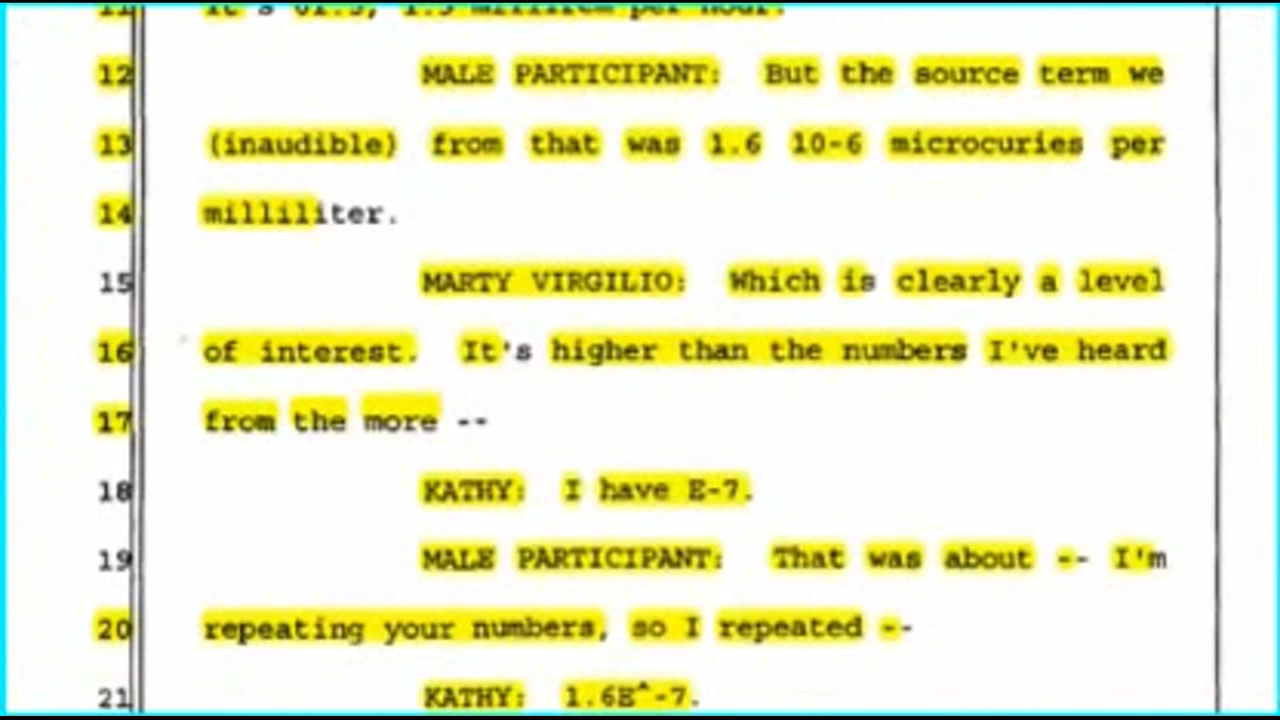 12 MALE PARTICIPANT: But the source term we
13 (inaudible) from that was 1.6 10-6 microcuries per
14 milliliter.
15 MARTY VIRGILIO: Which is clearly a level
16 of interest. It's higher than the numbers I've heard
17 from the more --
18 KATHY: I have E-7.
19 MALE PARTICIPANT: That was about -- I'm
20 repeating your numbers, so I repeated --
21 KATHY: 1.6E^-7.